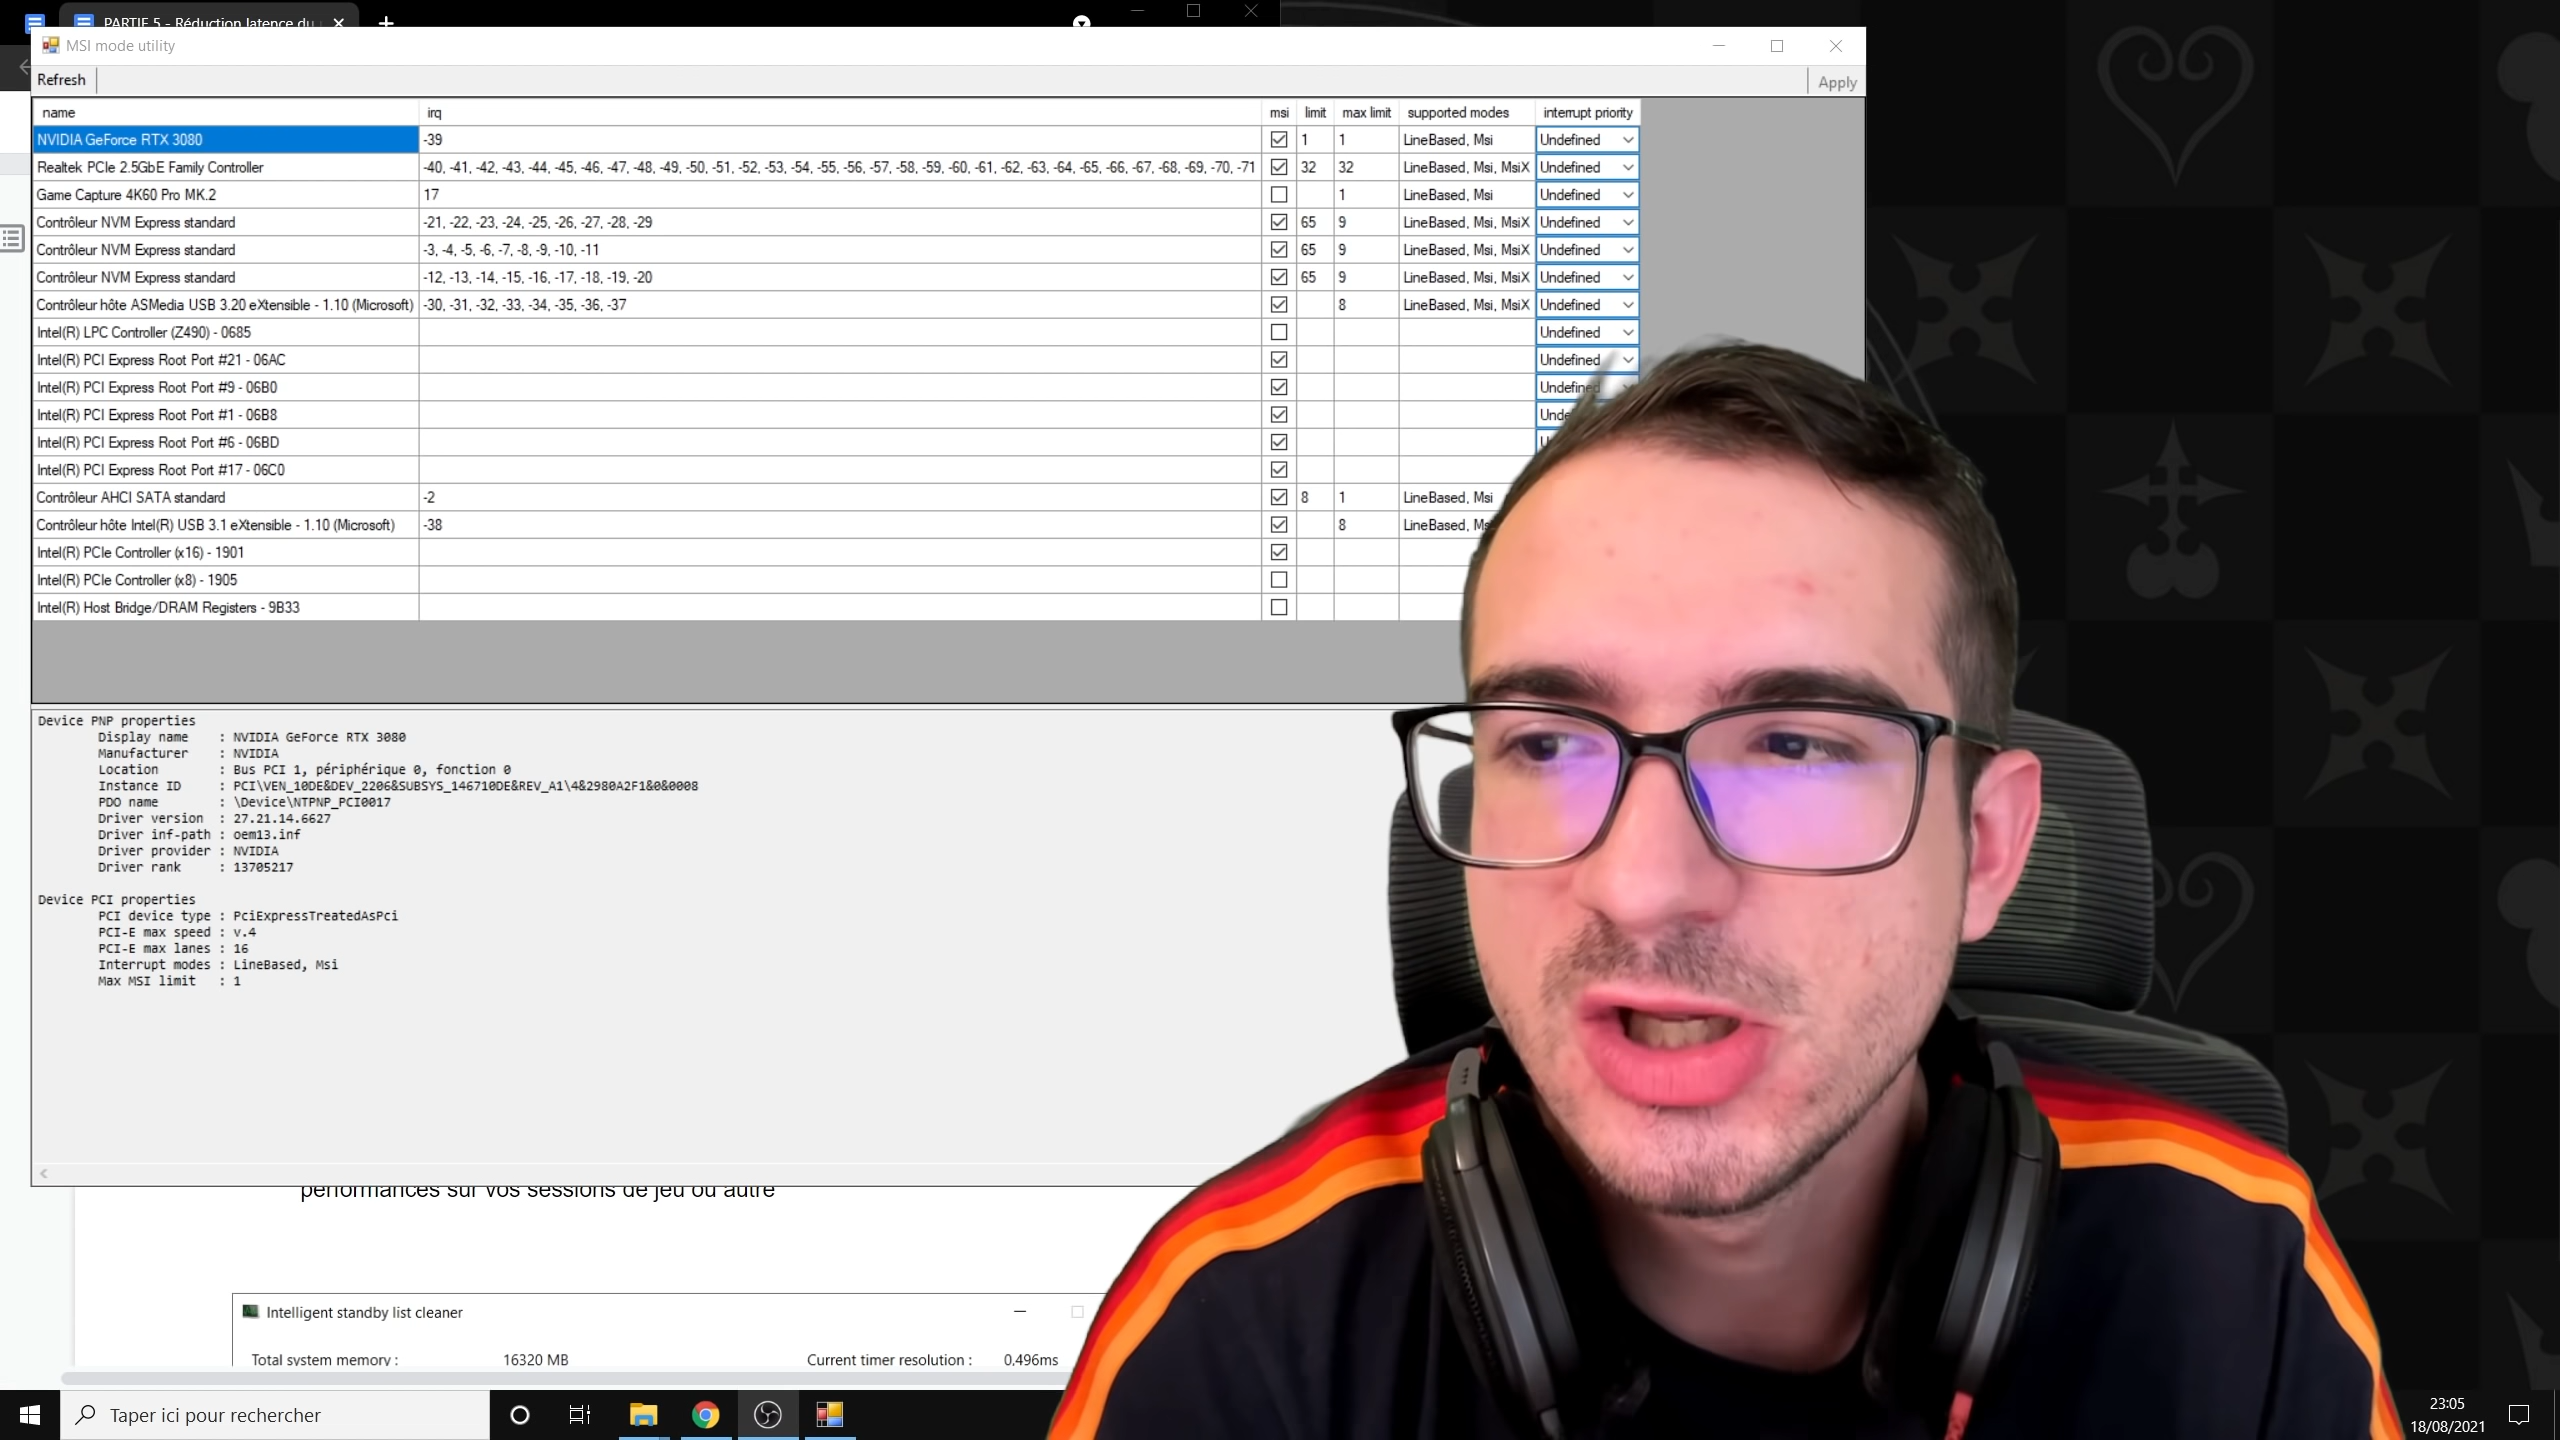 PARTIE 5 - Réduction latence du
MSI mode utility
Refresh
Apply
name irq msi limit max limit supported modes interrupt priority
NVIDIA GeForce RTX 3080 -39 1 1 LineBased, Msi Undefined
Realtek PCIe 2.5GbE Family Controller -40, -41, -42, -43, -44, -45, -46, -47, -48, -49, -50, -51, -52, -53, -54, -55, -56, -57, -58, -59, -60, -61, -62, -63, -64, -65, -66, -67, -68, -69, -70, -71 32 32 LineBased, Msi, MsiX Undefined
Game Capture 4K60 Pro MK.2 17 1 LineBased, Msi Undefined
Contrôleur NVM Express standard -21, -22, -23, -24, -25, -26, -27, -28, -29 65 9 LineBased, Msi, MsiX Undefined
Contrôleur NVM Express standard -3, -4, -5, -6, -7, -8, -9, -10, -11 65 9 LineBased, Msi, MsiX Undefined
Contrôleur NVM Express standard -12, -13, -14, -15, -16, -17, -18, -19, -20 65 9 LineBased, Msi, MsiX Undefined
Contrôleur hôte ASMedia USB 3.20 eXtensible - 1.10 (Microsoft) -30, -31, -32, -33, -34, -35, -36, -37 8 LineBased, Msi, MsiX Undefined
Intel(R) LPC Controller (Z490) - 0685 Undefined
Intel(R) PCI Express Root Port #21 - 06AC Undefined
Intel(R) PCI Express Root Port #9 - 06B0 Undefined
Intel(R) PCI Express Root Port #1 - 06B8 Unde
Intel(R) PCI Express Root Port #6 - 06BD
Intel(R) PCI Express Root Port #17 - 06C0
Contrôleur AHCI SATA standard -2 8 1 LineBased, Msi
Contrôleur hôte Intel(R) USB 3.1 eXtensible - 1.10 (Microsoft) -38 8 LineBased, Ms
Intel(R) PCIe Controller (x16) - 1901
Intel(R) PCIe Controller (x8) - 1905
Intel(R) Host Bridge/DRAM Registers - 9B33
Device PNP properties
Display name : NVIDIA GeForce RTX 3080
Manufacturer : NVIDIA
Location : Bus PCI 1, périphérique 0, fonction 0
Instance ID : PCI\VEN_10DE&DEV_2206&SUBSYS_146710DE&REV_A1\4&2980A2F1&0&0008
PDO name : \Device\NTPNP_PCI0017
Driver version : 27.21.14.6627
Driver inf-path : oem13.inf
Driver provider : NVIDIA
Driver rank : 13705217
Device PCI properties
PCI device type : PciExpressTreatedAsPci
PCI-E max speed : v.4
PCI-E max lanes : 16
Interrupt modes : LineBased, Msi
Max MSI limit : 1
performances sur vos sessions de jeu ou autre
Intelligent standby list cleaner
Total system memory : 16320 MB Current timer resolution : 0,496ms
Taper ici pour rechercher
23:05
18/08/2021